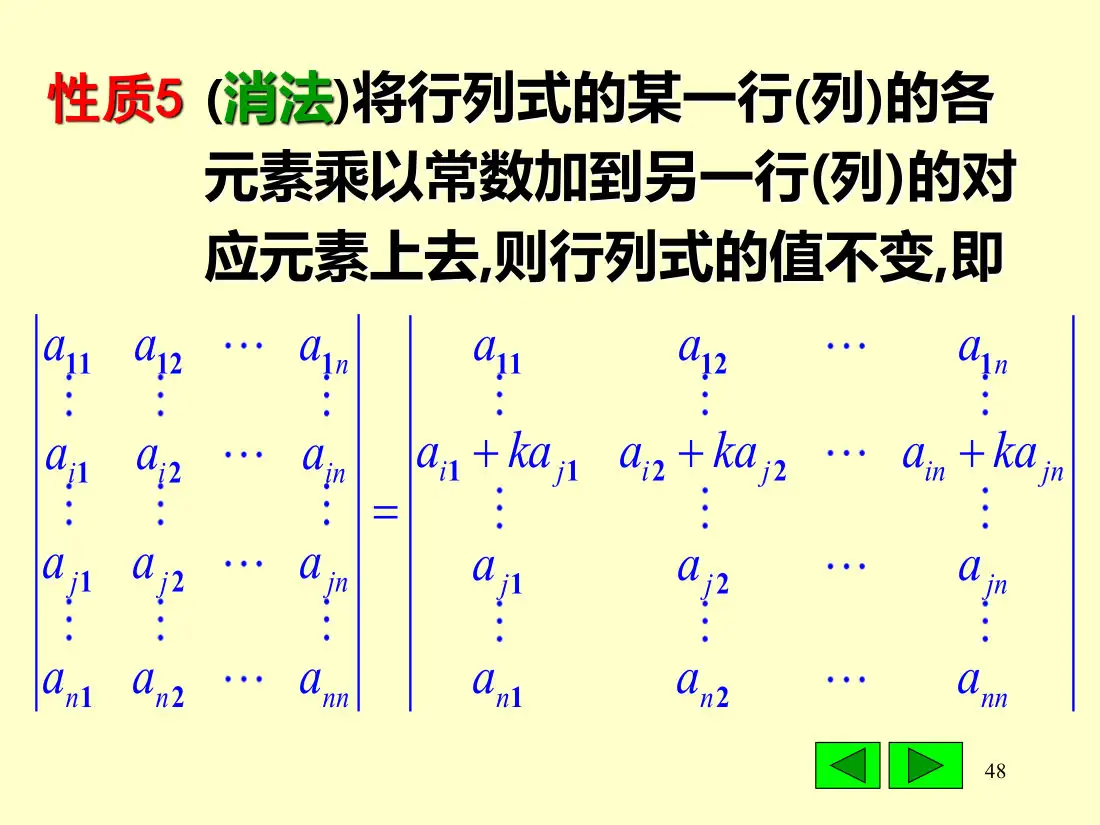 性质5 (消法)将行列式的某一行(列)的各
元素乘以常数加到另一行(列)的对
应元素上去,则行列式的值不变,即
a11 a12 ⋯ a1n a11 a12 ⋯ a1n
⋮ ⋮ ⋮ ⋮ ⋮ ⋮
ai1 ai2 ⋯ ain ai1 + kaj1 ai2 + kaj2 ⋯ ain + kajn
⋮ ⋮ ⋮ = ⋮ ⋮ ⋮
aj1 aj2 ⋯ ajn aj1 aj2 ⋯ ajn
⋮ ⋮ ⋮ ⋮ ⋮ ⋮
an1 an2 ⋯ ann an1 an2 ⋯ ann
48